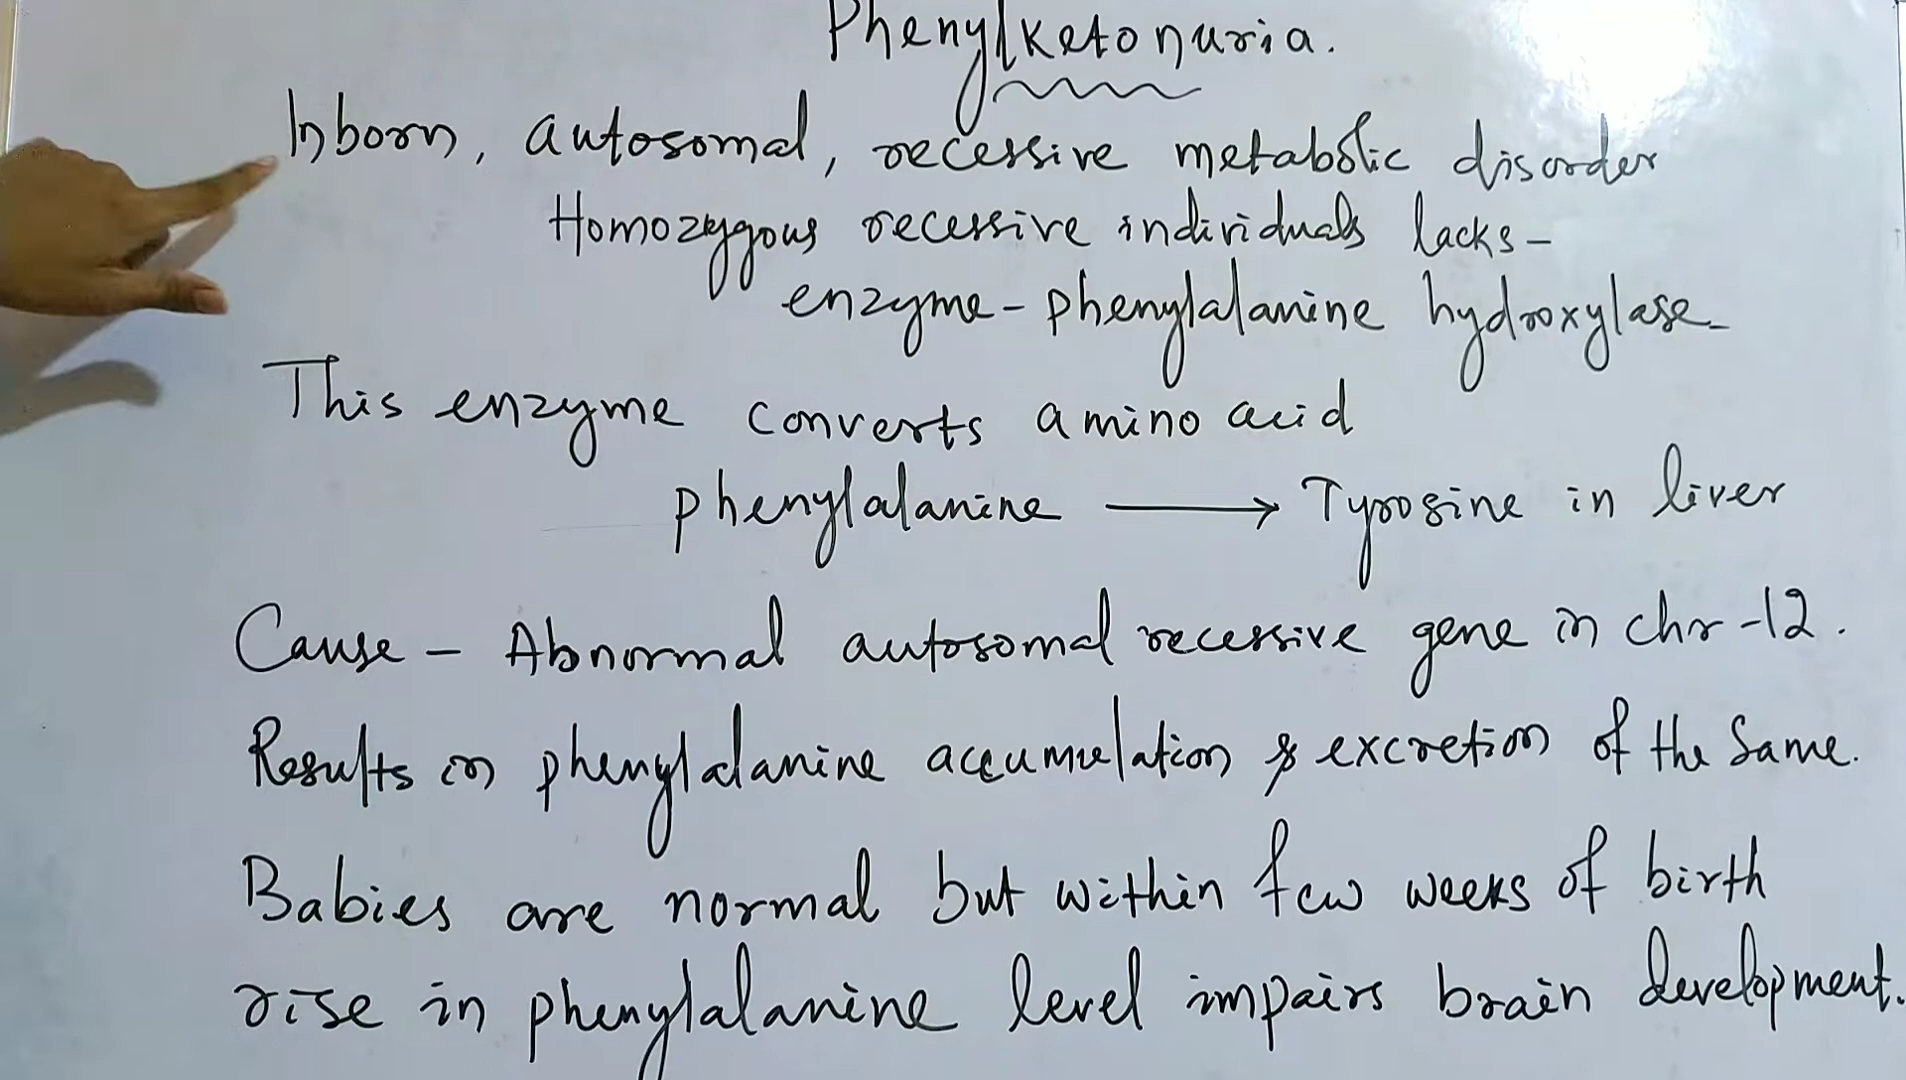 Phenylketonuria.
Inborn, autosomal, recessive metabolic disorder
Homozygous recessive individuals lacks -
enzyme - phenylalanine hydroxylase -
This enzyme converts amino acid
phenylalanine → Tyrosine in liver
Cause - Abnormal autosomal recessive gene in chr -12.
Results in phenylalanine accumulation & excretion of the same.
Babies are normal but within few weeks of birth
rise in phenylalanine level impairs brain development.